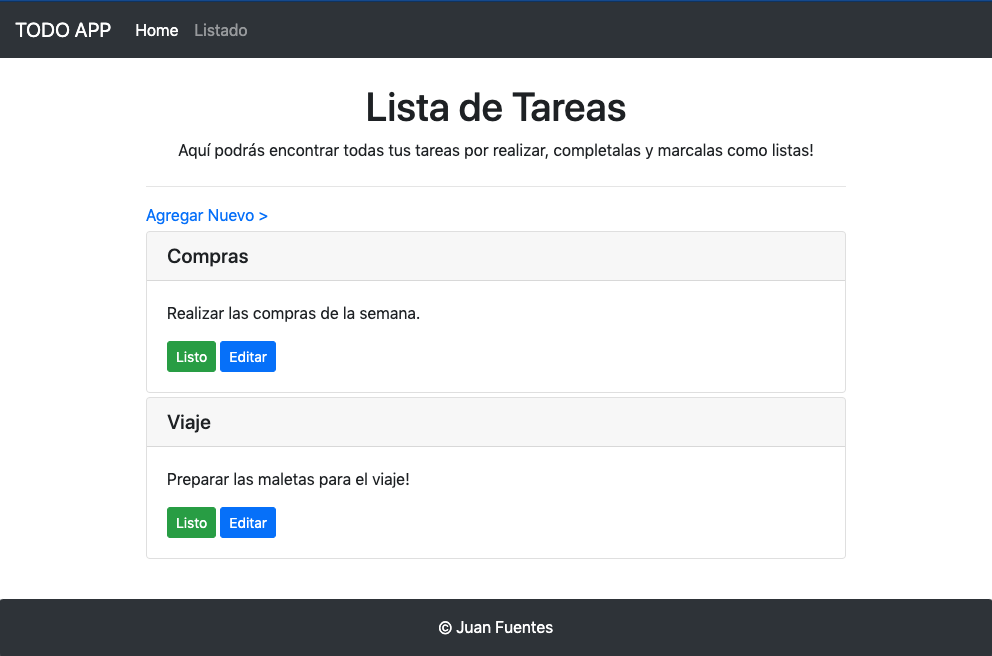 TODO APP Home Listado
Lista de Tareas
Aquí podrás encontrar todas tus tareas por realizar, completalas y marcalas como listas!
Agregar Nuevo >
Compras
Realizar las compras de la semana.
Listo Editar
Viaje
Preparar las maletas para el viaje!
Listo Editar
© Juan Fuentes